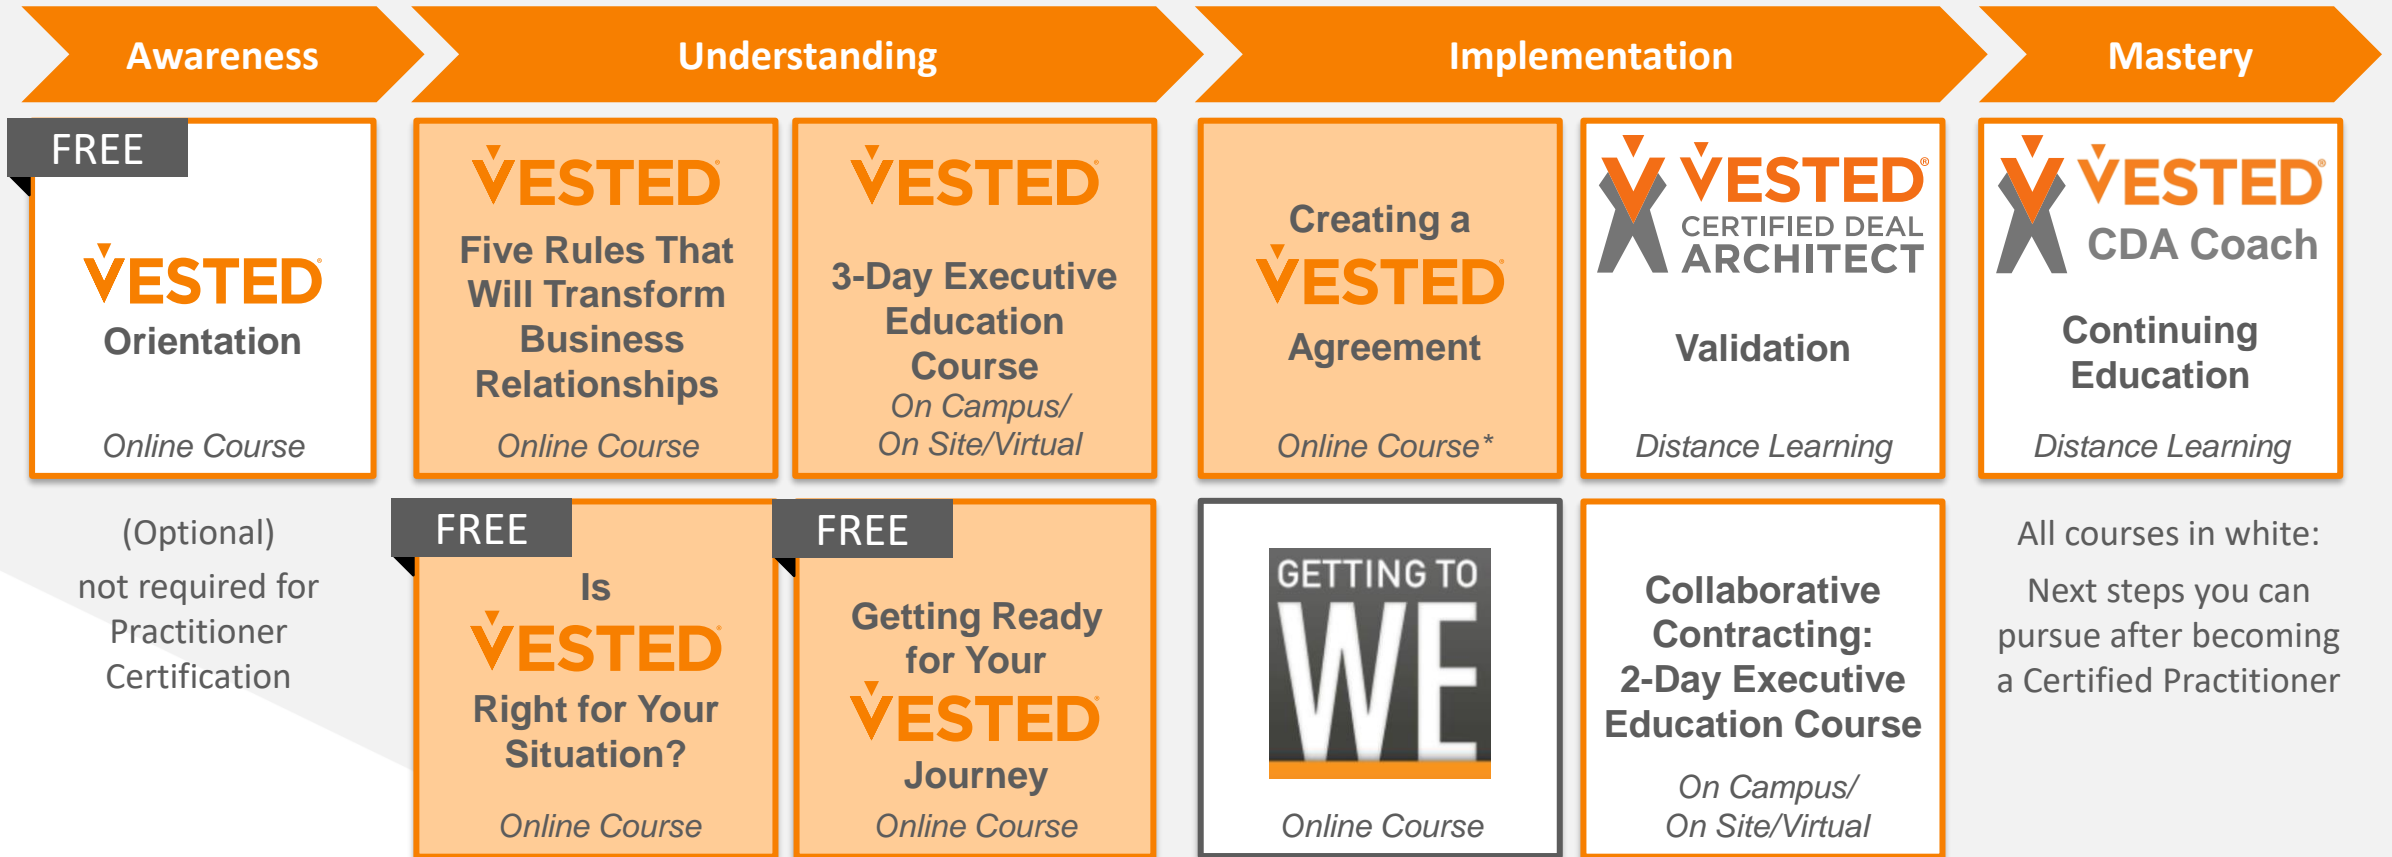 Awareness
Understanding
Implementation
Mastery
FREE
VESTED
Orientation
Online Course
(Optional)
not required for
Practitioner
Certification
VESTED®
Five Rules That
Will Transform
Business
Relationships
Online Course
VESTED®
3-Day Executive
Education
Course
On Campus/
On Site/Virtual
FREE
Is
VESTED®
Right for Your
Situation?
Online Course
FREE
Getting Ready
for Your
VESTED®
Journey
Online Course
Creating a
VESTED®
Agreement
Online Course*
VESTED®
CERTIFIED DEAL
ARCHITECT
Validation
Distance Learning
GETTING TO
WE
Online Course
Collaborative
Contracting:
2-Day Executive
Education Course
On Campus/
On Site/Virtual
VESTED®
CDA Coach
Continuing
Education
Distance Learning
All courses in white:
Next steps you can
pursue after becoming
a Certified Practitioner